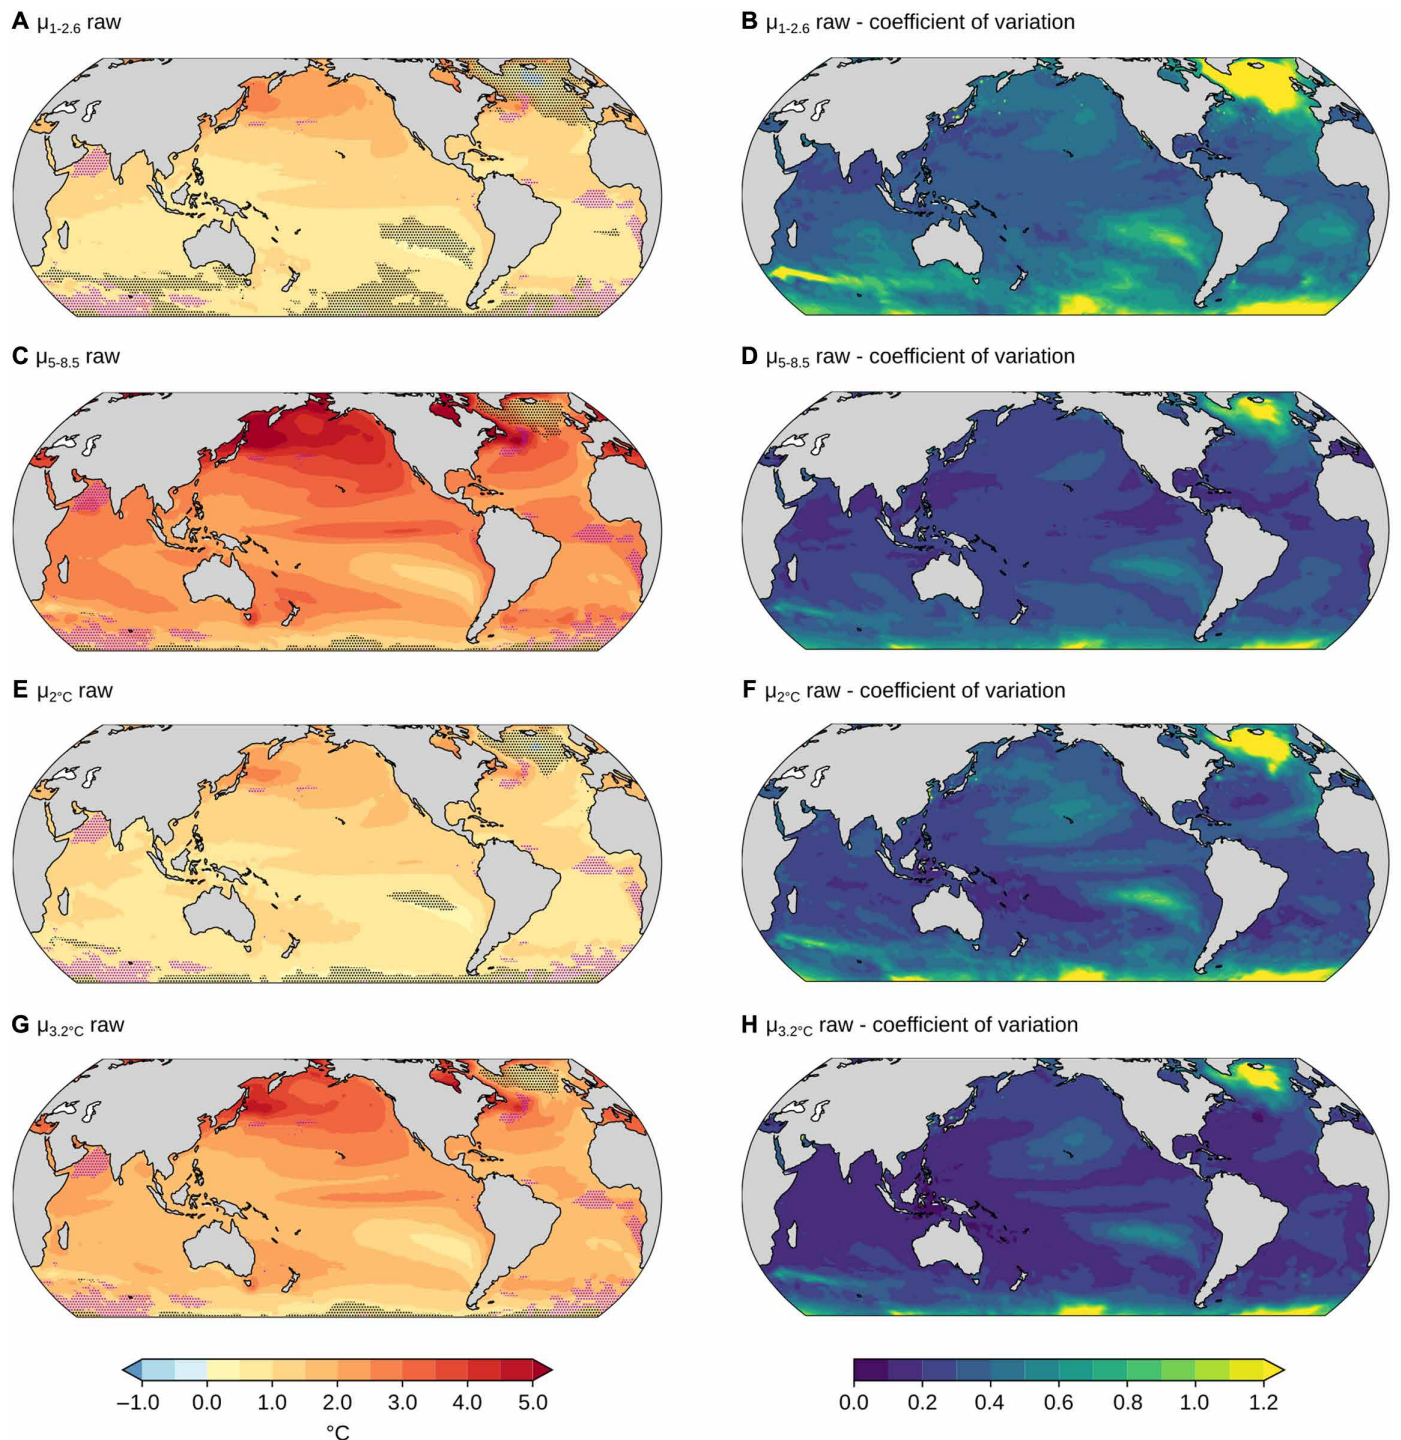 A μ1-2.6 raw
B μ1-2.6 raw - coefficient of variation
C μ5-8.5 raw
D μ5-8.5 raw - coefficient of variation
E μ2°C raw
F μ2°C raw - coefficient of variation
G μ3.2°C raw
H μ3.2°C raw - coefficient of variation
−1.0 0.0 1.0 2.0 3.0 4.0 5.0
°C
0.0 0.2 0.4 0.6 0.8 1.0 1.2